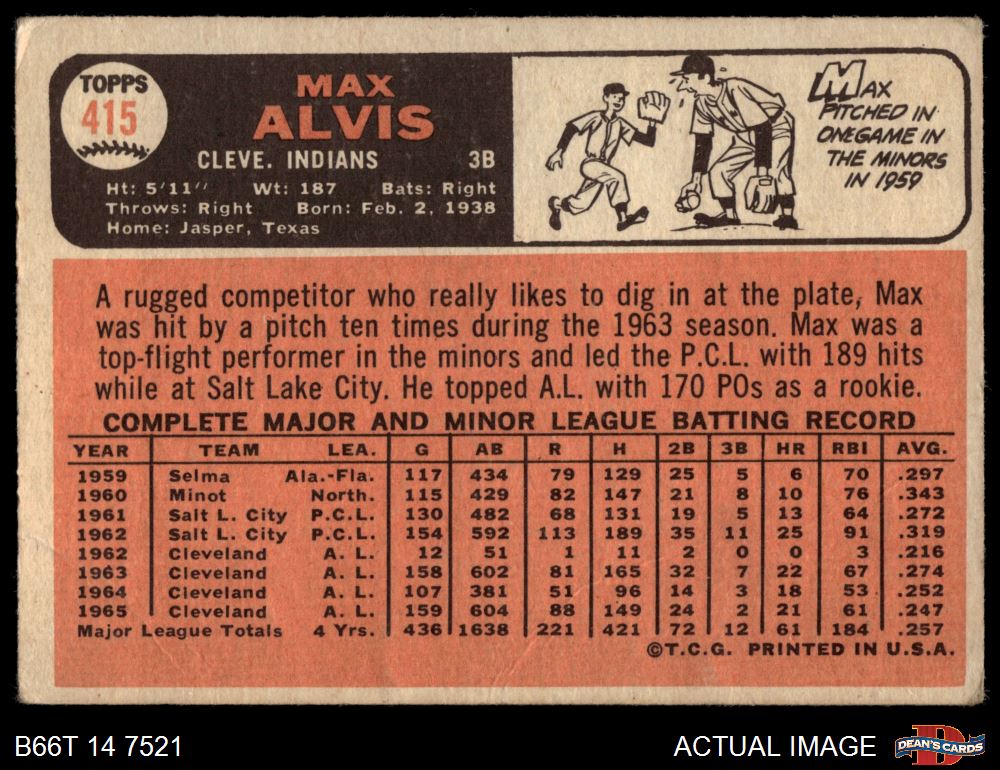 TOPPS
415
MAX
ALVIS
CLEVE. INDIANS 3B
Ht: 5'11" Wt: 187 Bats: Right
Throws: Right Born: Feb. 2, 1938
Home: Jasper, Texas
MAX
PITCHED IN
ONE GAME IN
THE MINORS
IN 1959
A rugged competitor who really likes to dig in at the plate, Max
was hit by a pitch ten times during the 1963 season. Max was a
top-flight performer in the minors and led the P.C.L. with 189 hits
while at Salt Lake City. He topped A.L. with 170 POs as a rookie.
COMPLETE MAJOR AND MINOR LEAGUE BATTING RECORD
YEAR TEAM LEA. G AB R H 2B 3B HR RBI AVG.
1959 Selma Ala.-Fla. 117 434 79 129 25 5 6 70 .297
1960 Minot North. 115 429 82 147 21 8 10 76 .343
1961 Salt L. City P.C.L. 130 482 68 131 19 5 13 64 .272
1962 Salt L. City P.C.L. 154 592 113 189 35 11 25 91 .319
1962 Cleveland A. L. 12 51 1 11 2 0 0 3 .216
1963 Cleveland A. L. 158 602 81 165 32 7 22 67 .274
1964 Cleveland A. L. 107 381 51 96 14 3 18 53 .252
1965 Cleveland A. L. 159 604 88 149 24 2 21 61 .247
Major League Totals 4 Yrs. 436 1638 221 421 72 12 61 184 .257
©T.C.G. PRINTED IN U.S.A.
B66T 14 7521
ACTUAL IMAGE
DEAN'S CARDS